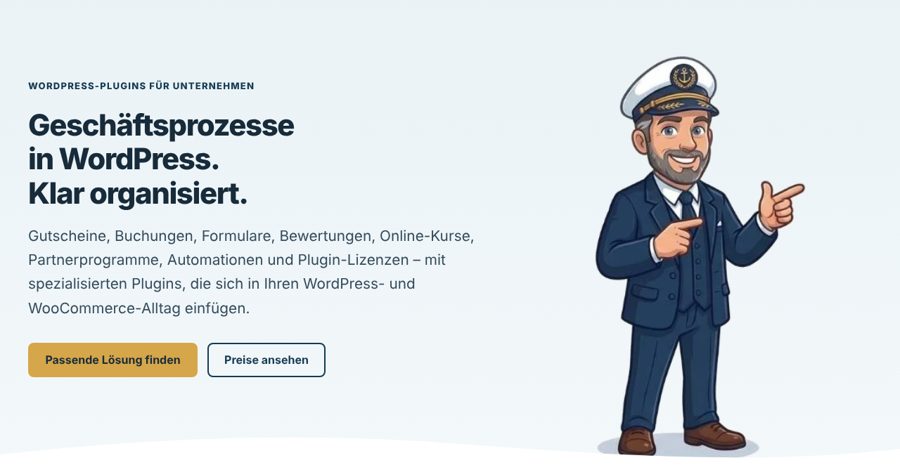 WORDPRESS-PLUGINS FÜR UNTERNEHMEN
Geschäftsprozesse
in WordPress.
Klar organisiert.
Gutscheine, Buchungen, Formulare, Bewertungen, Online-Kurse,
Partnerprogramme, Automationen und Plugin-Lizenzen – mit
spezialisierten Plugins, die sich in Ihren WordPress- und
WooCommerce-Alltag einfügen.
Passende Lösung finden
Preise ansehen